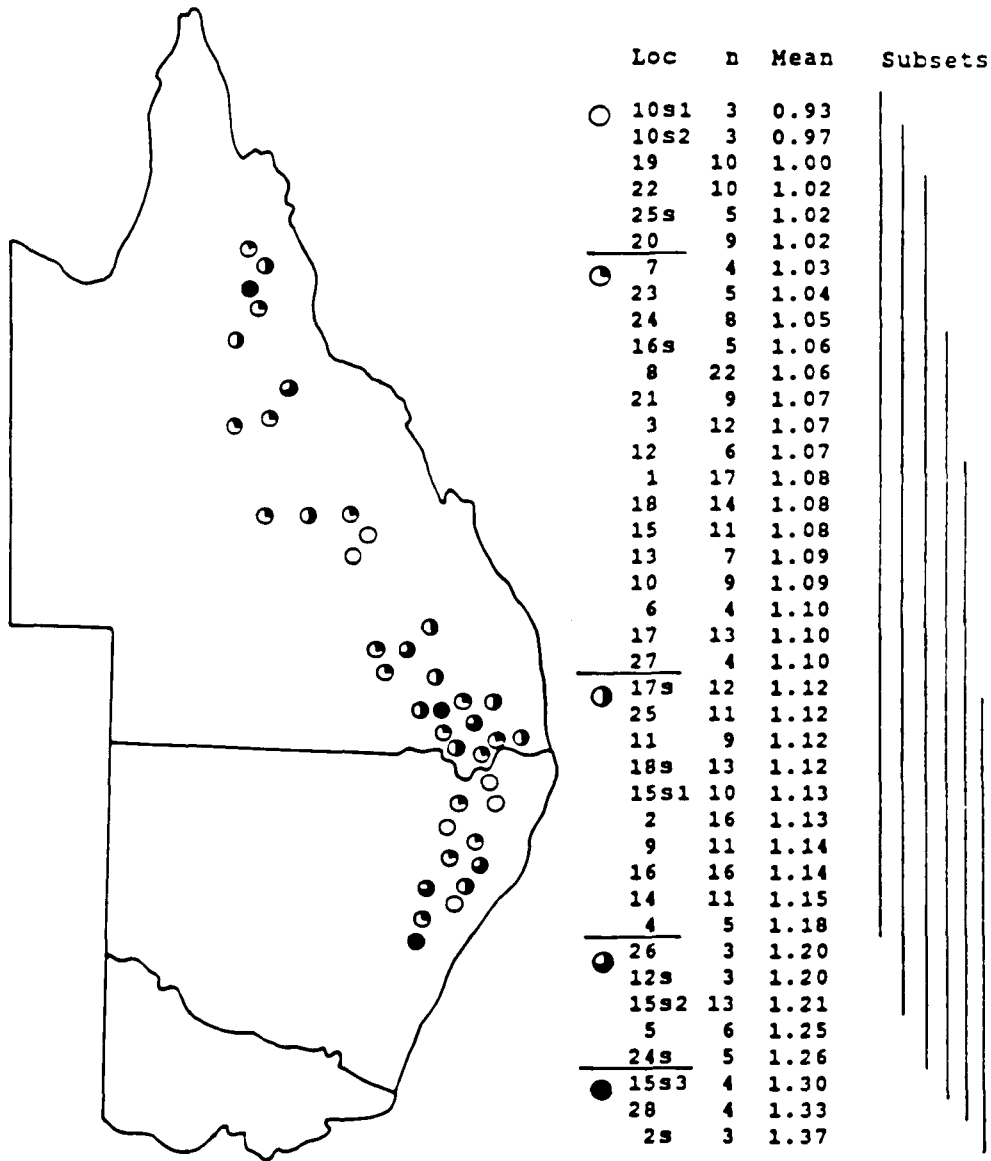 Loc n Mean Subsets
10s1 3 0.93
10s2 3 0.97
19 10 1.00
22 10 1.02
25s 5 1.02
20 9 1.02
7 4 1.03
23 5 1.04
24 8 1.05
16s 5 1.06
8 22 1.06
21 9 1.07
3 12 1.07
12 6 1.07
1 17 1.08
18 14 1.08
15 11 1.08
13 7 1.09
10 9 1.09
6 4 1.10
17 13 1.10
27 4 1.10
17s 12 1.12
25 11 1.12
11 9 1.12
18s 13 1.12
15s1 10 1.13
2 16 1.13
9 11 1.14
16 16 1.14
14 11 1.15
4 5 1.18
26 3 1.20
12s 3 1.20
15s2 13 1.21
5 6 1.25
24s 5 1.26
15s3 4 1.30
28 4 1.33
2s 3 1.37